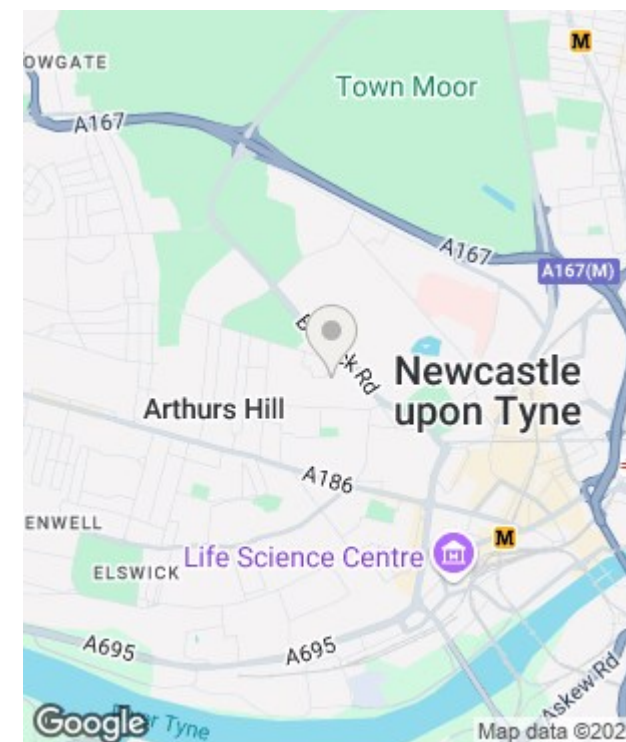 OWGATE
M
Town Moor
A167
A167
A167(M)
Newcastle
upon Tyne
Arthurs Hill
A186
ENWELL
M
Life Science Centre
ELSWICK
A695
A695
Askew Rd
Tyne
Google
Map data ©202